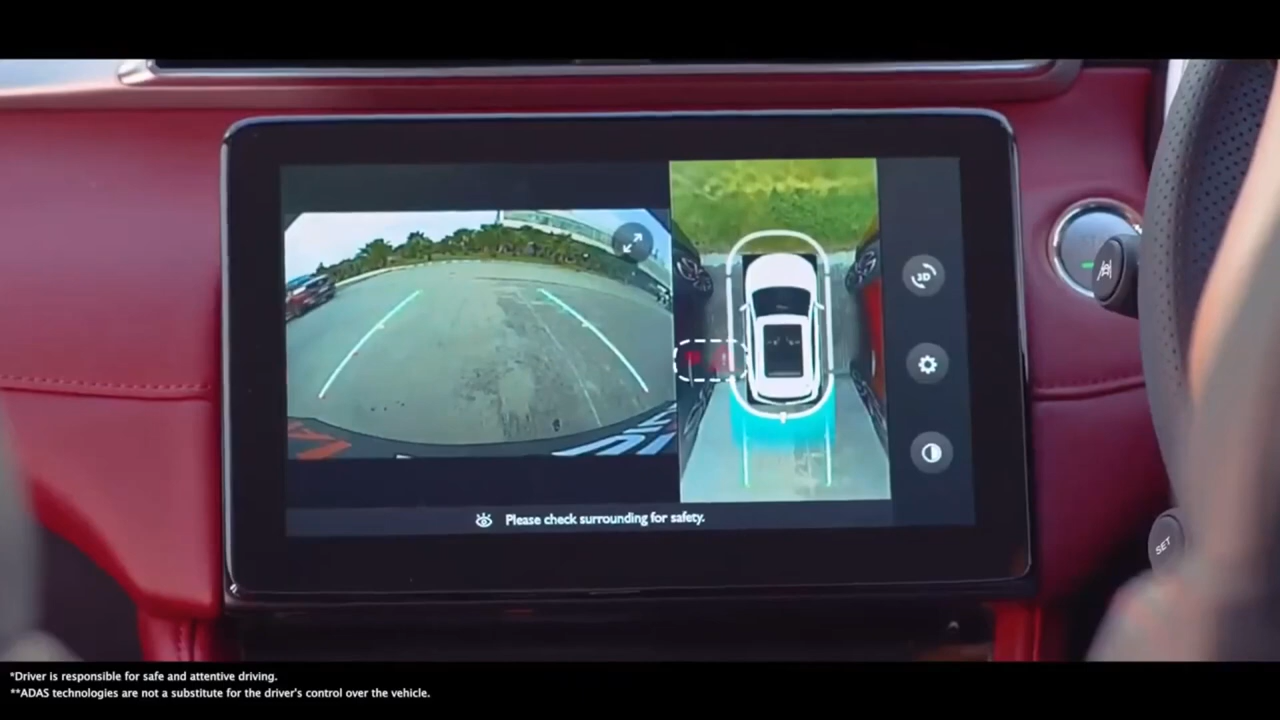 3D
Please check surrounding for safety.
SET
*Driver is responsible for safe and attentive driving.
**ADAS technologies are not a substitute for the driver's control over the vehicle.